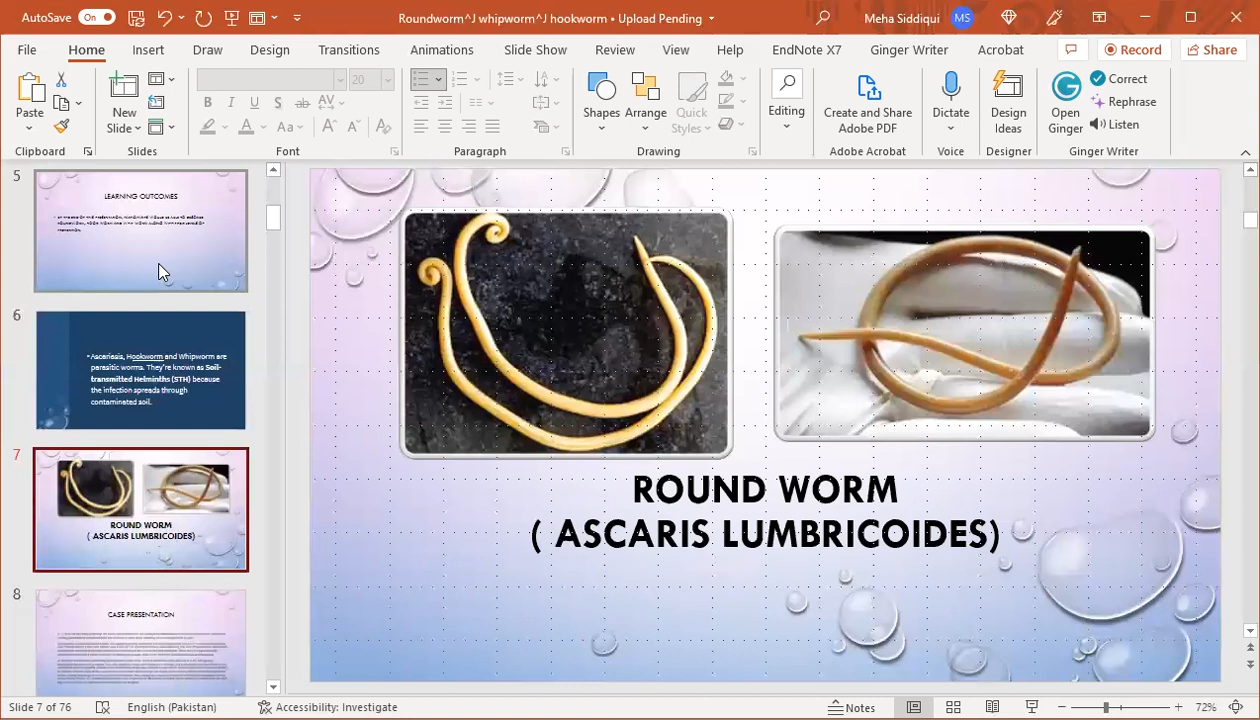 AutoSave On
Roundworm^J whipworm^J hookworm • Upload Pending
Meha Siddiqui MS
File Home Insert Draw Design Transitions Animations Slide Show Review View Help EndNote X7 Ginger Writer Acrobat Record Share
Paste
Clipboard
New
Slide
Slides
20
B I U S ab AV
A Aa A A A
Font
Paragraph
Shapes Arrange Quick
Styles
Drawing
Editing
Create and Share
Adobe PDF
Adobe Acrobat
Dictate
Voice
Design
Ideas
Designer
Open
Ginger
Correct
Rephrase
Listen
Ginger Writer
5
LEARNING OUTCOMES
6
•Ascariasis, Hookworm and Whipworm are
parasitic worms. They're known as Soil-
transmitted Helminths (STH) because
the infection spreads through
contaminated soil.
7
ROUND WORM
( ASCARIS LUMBRICOIDES)
8
CASE PRESENTATION
ROUND WORM
( ASCARIS LUMBRICOIDES)
Slide 7 of 76 English (Pakistan) Accessibility: Investigate Notes 72%